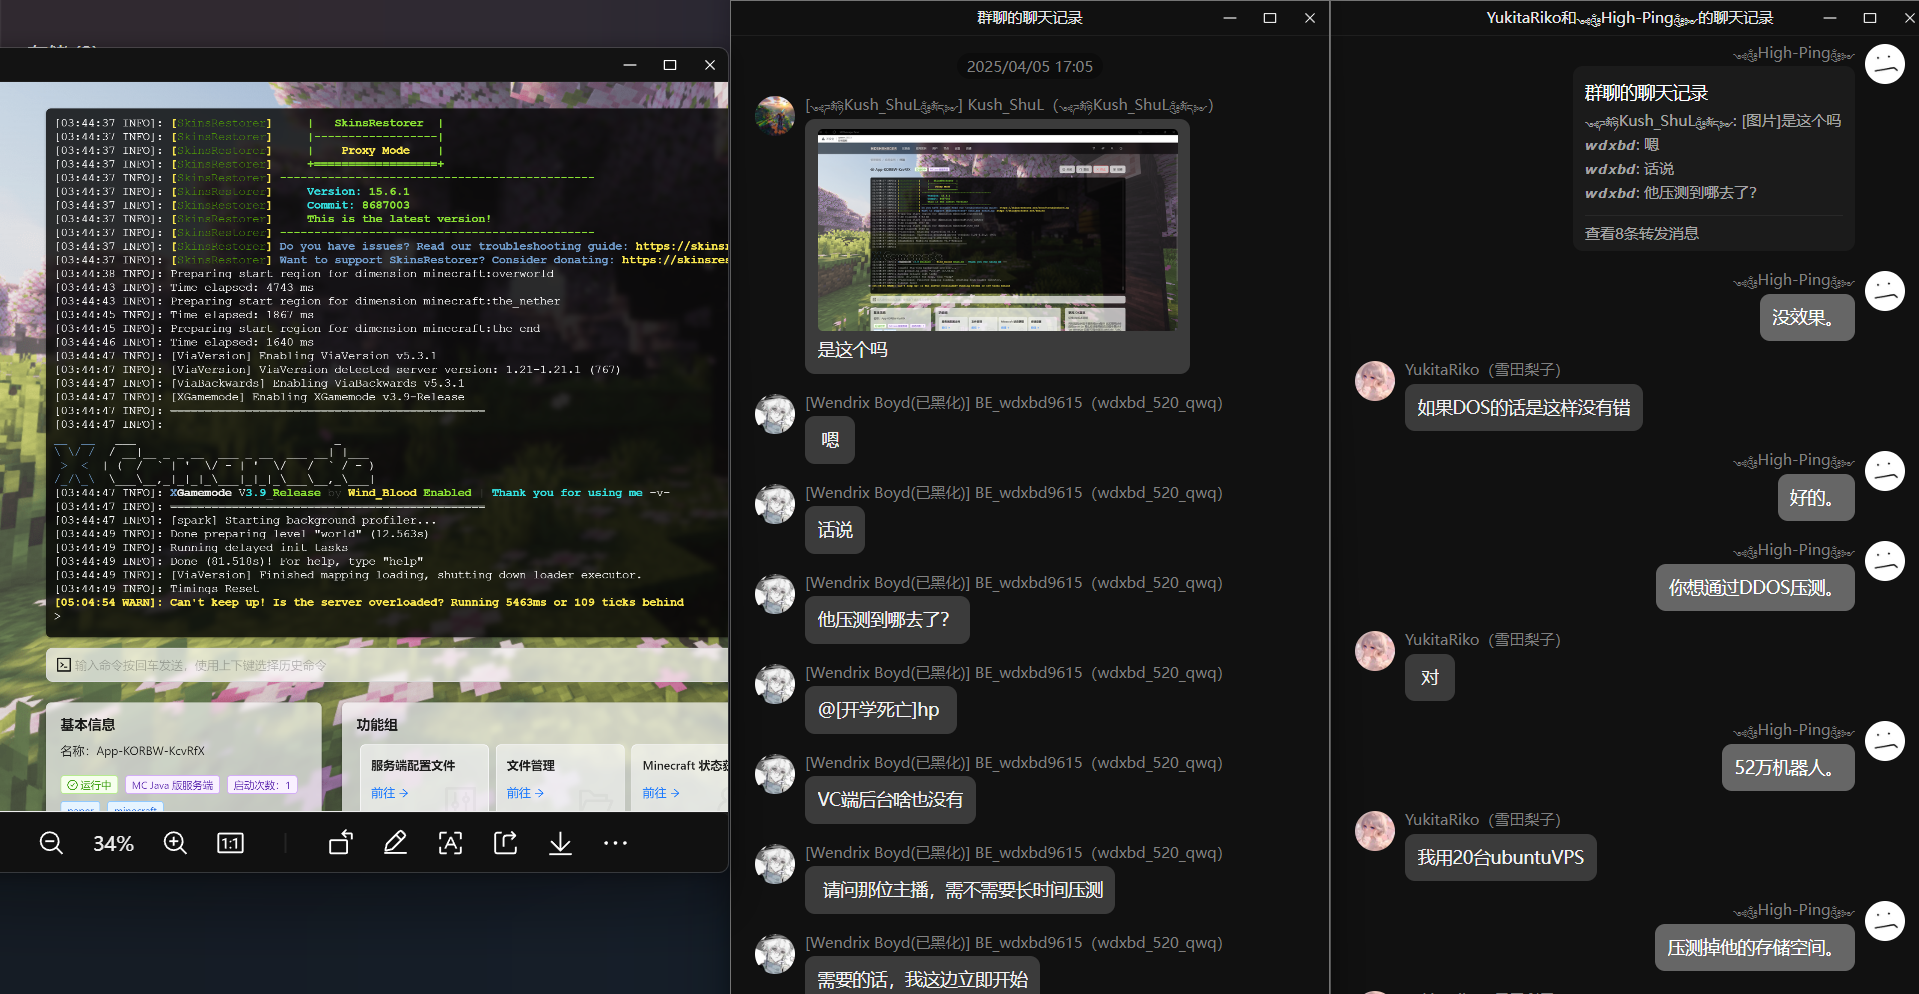 [03:44:37 INFO]: [SkinsRestorer]     |   SkinsRestorer  |
[03:44:37 INFO]: [SkinsRestorer]     |------------------|
[03:44:37 INFO]: [SkinsRestorer]     |    Proxy Mode    |
[03:44:37 INFO]: [SkinsRestorer]     +==================+
[03:44:37 INFO]: [SkinsRestorer] ----------------------------------------------
[03:44:37 INFO]: [SkinsRestorer]     Version: 15.6.1
[03:44:37 INFO]: [SkinsRestorer]     Commit: 8687003
[03:44:37 INFO]: [SkinsRestorer]     This is the latest version!
[03:44:37 INFO]: [SkinsRestorer] ----------------------------------------------
[03:44:37 INFO]: [SkinsRestorer] Do you have issues? Read our troubleshooting guide: https://skinsr
[03:44:37 INFO]: [SkinsRestorer] Want to support SkinsRestorer? Consider donating: https://skinsres
[03:44:38 INFO]: Preparing start region for dimension minecraft:overworld
[03:44:43 INFO]: Time elapsed: 4743 ms
[03:44:43 INFO]: Preparing start region for dimension minecraft:the_nether
[03:44:45 INFO]: Time elapsed: 1867 ms
[03:44:45 INFO]: Preparing start region for dimension minecraft:the_end
[03:44:46 INFO]: Time elapsed: 1640 ms
[03:44:47 INFO]: [ViaVersion] Enabling ViaVersion v5.3.1
[03:44:47 INFO]: [ViaVersion] ViaVersion detected server version: 1.21-1.21.1 (767)
[03:44:47 INFO]: [ViaBackwards] Enabling ViaBackwards v5.3.1
[03:44:47 INFO]: [XGamemode] Enabling XGamemode v3.9-Release
[03:44:47 INFO]: ══════════════════════════════
[03:44:47 INFO]:
[03:44:47 INFO]: XGamemode V3.9 Release by Wind_Blood Enabled | Thank you for using me -v-
[03:44:47 INFO]: ══════════════════════════════
[03:44:47 INFO]: [spark] Starting background profiler...
[03:44:49 INFO]: Done preparing level "world" (12.563s)
[03:44:49 INFO]: Running delayed init tasks
[03:44:49 INFO]: Done (81.510s)! For help, type "help"
[03:44:49 INFO]: [ViaVersion] Finished mapping loading, shutting down loader executor.
[03:44:49 INFO]: Timings Reset
[05:04:54 WARN]: Can't keep up! Is the server overloaded? Running 5463ms or 109 ticks behind
>
输入命令按回车发送，使用上下键选择历史命令
基本信息
名称：App-KORBW-KcvRfX
运行中 MC Java 版服务端 启动次数：1
paper minecraft
功能组
服务端配置文件
前往
文件管理
前往
Minecraft 状态
前往
34%
1:1
群聊的聊天记录
2025/04/05 17:05
[Kush_ShuL] Kush_ShuL（Kush_ShuL）
是这个吗
[Wendrix Boyd(已黑化)] BE_wdxbd9615（wdxbd_520_qwq）
嗯
[Wendrix Boyd(已黑化)] BE_wdxbd9615（wdxbd_520_qwq）
话说
[Wendrix Boyd(已黑化)] BE_wdxbd9615（wdxbd_520_qwq）
他压测到哪去了？
[Wendrix Boyd(已黑化)] BE_wdxbd9615（wdxbd_520_qwq）
@[开学死亡]hp
[Wendrix Boyd(已黑化)] BE_wdxbd9615（wdxbd_520_qwq）
VC端后台啥也没有
[Wendrix Boyd(已黑化)] BE_wdxbd9615（wdxbd_520_qwq）
请问那位主播，需不需要长时间压测
[Wendrix Boyd(已黑化)] BE_wdxbd9615（wdxbd_520_qwq）
需要的话，我这边立即开始
YukitaRiko和High-Ping的聊天记录
High-Ping
群聊的聊天记录
Kush_ShuL: [图片]是这个吗
wdxbd: 嗯
wdxbd: 话说
wdxbd: 他压测到哪去了？
查看8条转发消息
High-Ping
没效果。
YukitaRiko（雪田梨子）
如果DOS的话是这样没有错
High-Ping
好的。
High-Ping
你想通过DDOS压测。
YukitaRiko（雪田梨子）
对
High-Ping
52万机器人。
YukitaRiko（雪田梨子）
我用20台ubuntuVPS
High-Ping
压测掉他的存储空间。